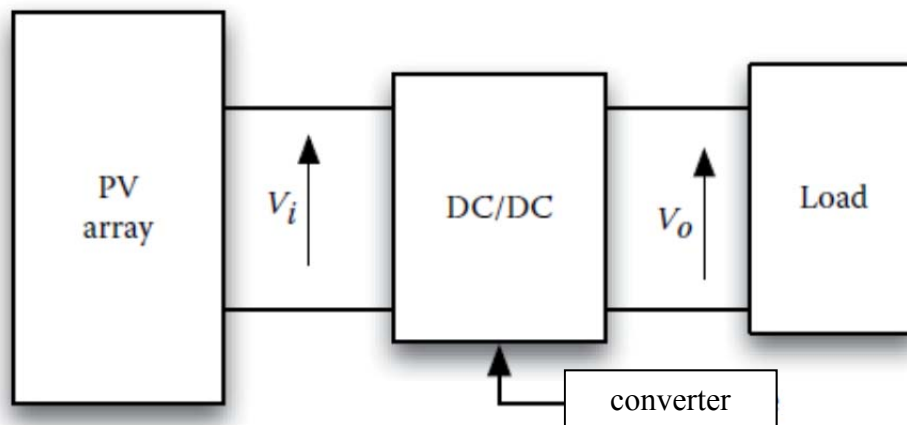 PV
array
Vi
DC/DC
Vo
Load
converter